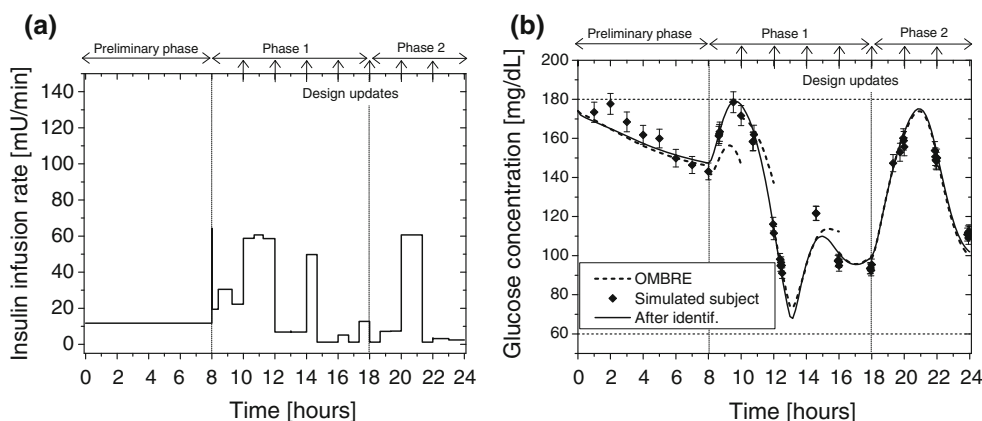 (a)
Preliminary phase Phase 1 Phase 2
Design updates
Insulin infusion rate [mU/min]
140
120
100
80
60
40
20
0
0 2 4 6 8 10 12 14 16 18 20 22 24
Time [hours]
(b)
Preliminary phase Phase 1 Phase 2
Design updates
Glucose concentration [mg/dL]
200
180
160
140
120
100
80
60
OMBRE
Simulated subject
After identif.
0 2 4 6 8 10 12 14 16 18 20 22 24
Time [hours]